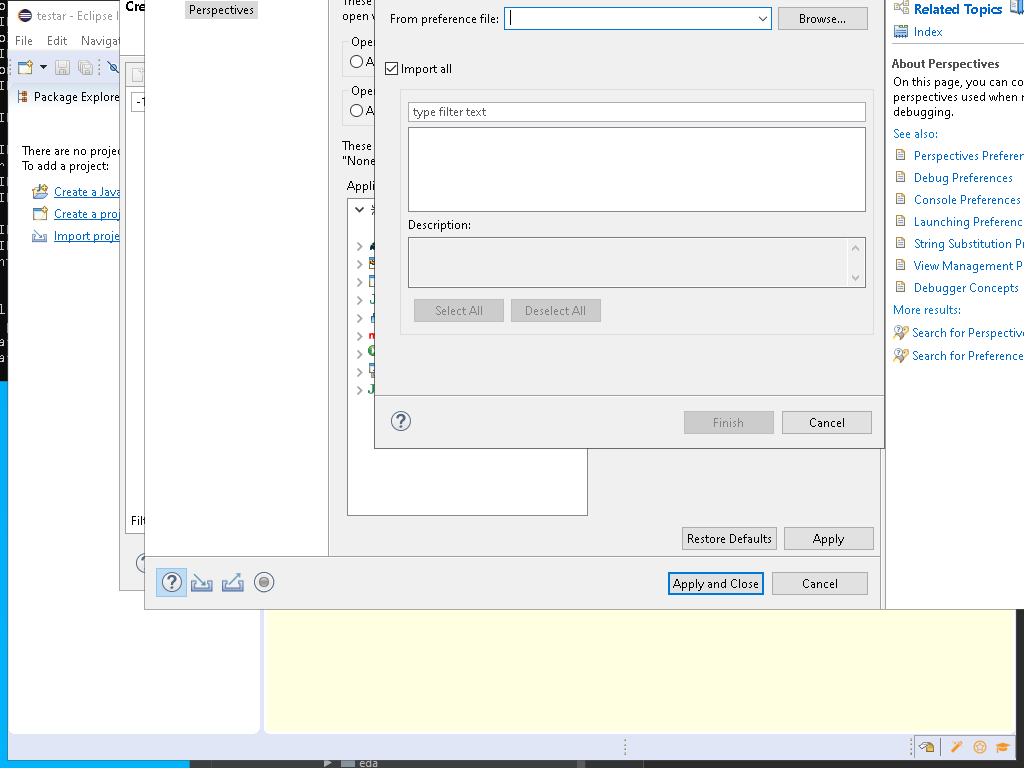 testar - Eclipse I
File Edit Navigat
Package Explore
There are no projec
To add a project:
Create a Java
Create a proj
Import proje
Cre
-1
Filt
Perspectives
These
open v
Oper
A
Oper
A
These
"None
Appli
From preference file:
Browse...
Import all
type filter text
Description:
Select All
Deselect All
Finish
Cancel
Restore Defaults
Apply
Apply and Close
Cancel
Related Topics
Index
About Perspectives
On this page, you can co
perspectives used when r
debugging.
See also:
Perspectives Preferen
Debug Preferences
Console Preferences
Launching Preferenc
String Substitution Pr
View Management P
Debugger Concepts
More results:
Search for Perspective
Search for Preference
eda